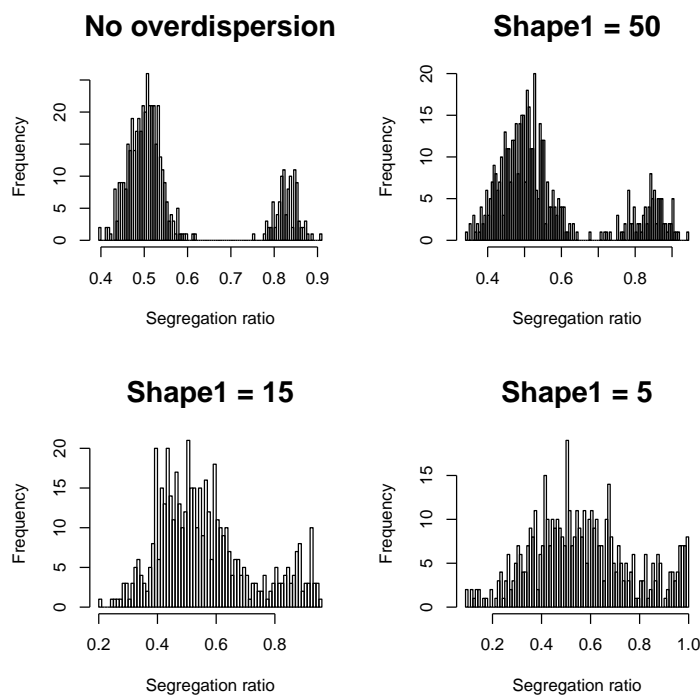 No overdispersion
Frequency
0 5 10 20
0.4 0.5 0.6 0.7 0.8 0.9
Segregation ratio
Shape1 = 50
Frequency
0 5 10 15 20
0.4 0.6 0.8
Segregation ratio
Shape1 = 15
Frequency
0 5 10 15 20
0.2 0.4 0.6 0.8
Segregation ratio
Shape1 = 5
Frequency
0 5 10 15
0.2 0.4 0.6 0.8 1.0
Segregation ratio